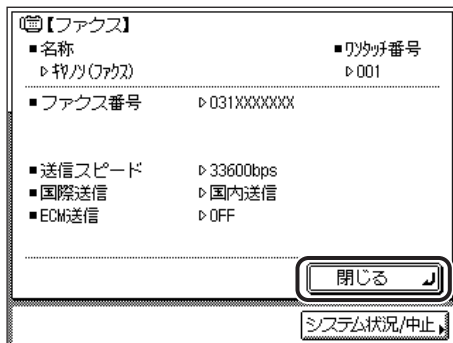 【ファクス】
■名称 ■ワンタッチ番号
▷ｷﾔﾉﾝ(ﾌｧｸｽ) ▷001
■ファクス番号 ▷031XXXXXXX
■送信スピード ▷33600bps
■国際送信 ▷国内送信
■ECM送信 ▷OFF
閉じる
システム状況/中止